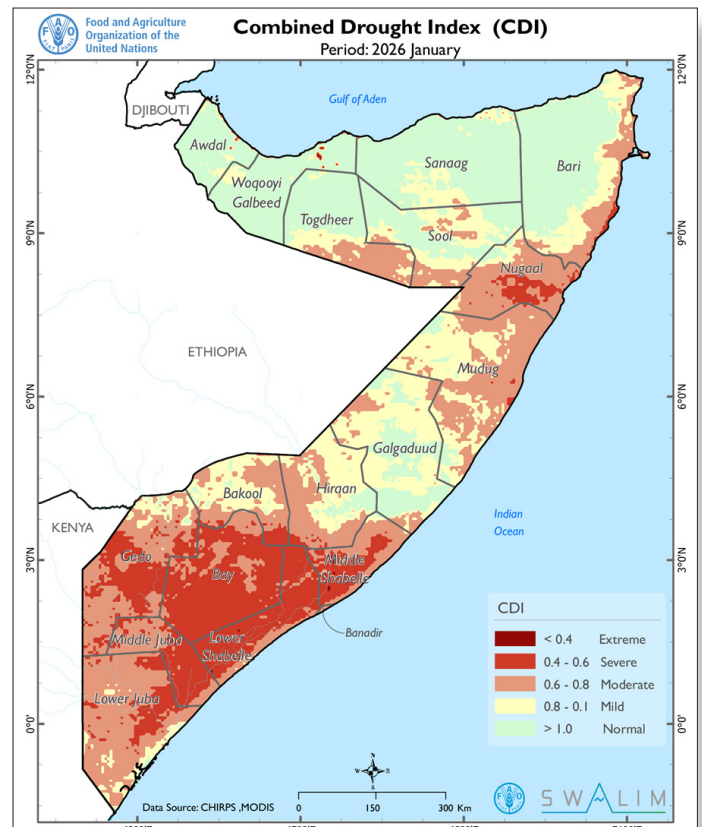 Food and Agriculture
Organization of the
United Nations
Combined Drought Index (CDI)
Period: 2026 January
12°0'N
9°0'N
6°0'N
3°0'N
0°0'
12°0'N
9°0'N
6°0'N
3°0'N
0°0'
Gulf of Aden
DJIBOUTI
Awdal
Woqooyi
Galbeed
Togdheer
Sanaag
Bari
Sool
Nugaal
ETHIOPIA
Mudug
Galgaduud
Hiraan
Bakool
KENYA
Gedo
Bay
Middle
Shabelle
Indian
Ocean
Banadir
Middle Juba
Lower
Shabelle
Lower Juba
CDI
< 0.4 Extreme
0.4 - 0.6 Severe
0.6 - 0.8 Moderate
0.8 - 0.1 Mild
> 1.0 Normal
N
W E
S
Data Source: CHIRPS ,MODIS
0 150 300 Km
FAO
SWALIM